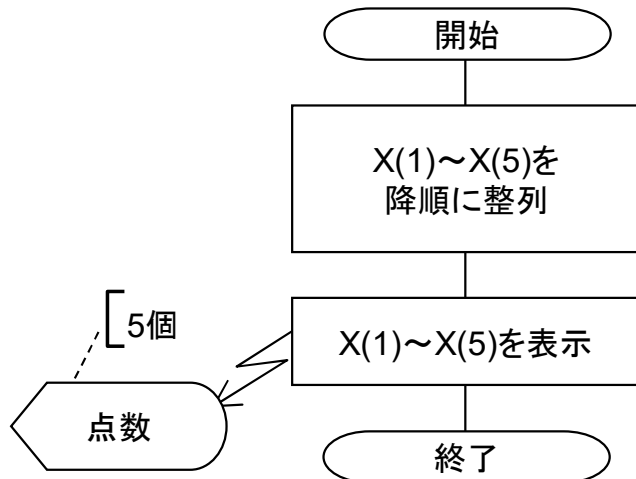 開始
X(1)～X(5)を
降順に整列
5個
X(1)～X(5)を表示
点数
終了